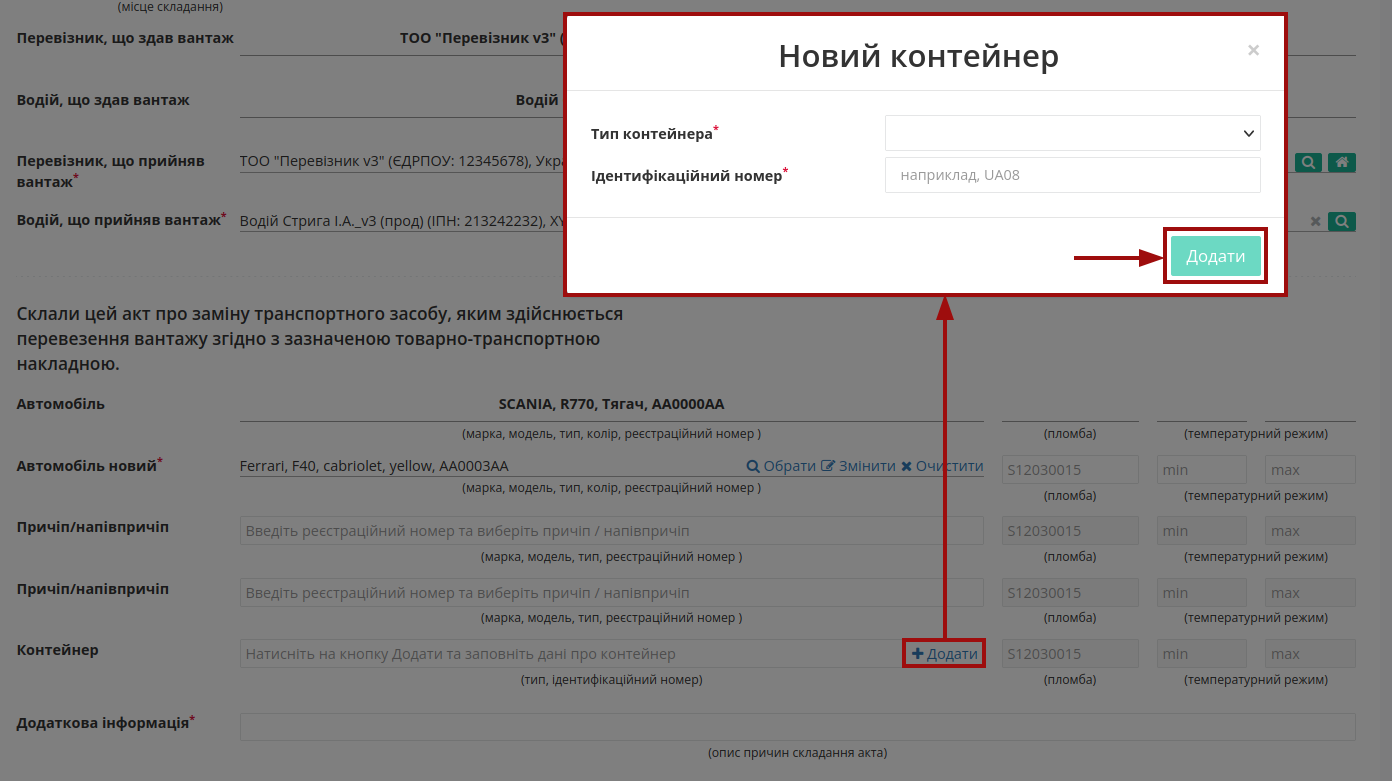 (місце складання)
Перевізник, що здав вантаж
ТОО "Перевізник v3" (
Новий контейнер
×
Водій, що здав вантаж
Водій
Тип контейнера*
Перевізник, що прийняв
вантаж*
ТОО "Перевізник v3" (ЄДРПОУ: 12345678), Укра
Ідентифікаційний номер*
наприклад, UA08
Водій, що прийняв вантаж*
Водій Стрига І.А._v3 (прод) (ІПН: 213242232), XY
Додати
Склали цей акт про заміну транспортного засобу, яким здійснюється
перевезення вантажу згідно з зазначеною товарно-транспортною
накладною.
Автомобіль
SCANIA, R770, Тягач, AA0000AA
(марка, модель, тип, колір, реєстраційний номер )
(пломба)
(температурний режим)
Автомобіль новий*
Ferrari, F40, cabriolet, yellow, AA0003AA
Обрати
Змінити
Очистити
S12030015
min
max
(марка, модель, тип, колір, реєстраційний номер )
(пломба)
(температурний режим)
Причіп/напівпричіп
Введіть реєстраційний номер та виберіть причіп / напівпричіп
S12030015
min
max
(марка, модель, тип, реєстраційний номер )
(пломба)
(температурний режим)
Причіп/напівпричіп
Введіть реєстраційний номер та виберіть причіп / напівпричіп
S12030015
min
max
(марка, модель, тип, реєстраційний номер )
(пломба)
(температурний режим)
Контейнер
Натисніть на кнопку Додати та заповніть дані про контейнер
Додати
S12030015
min
max
(тип, ідентифікаційний номер)
(пломба)
(температурний режим)
Додаткова інформація*
(опис причин складання акта)